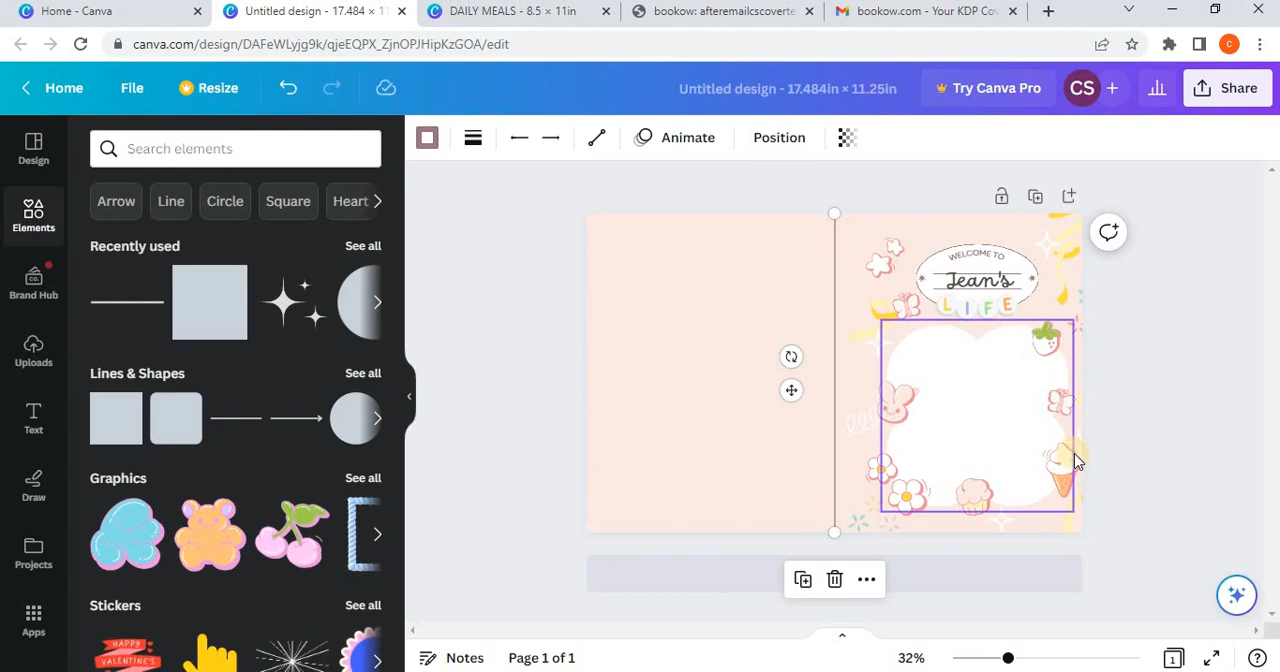 Home - Canva
Untitled design - 17.484 × 1
DAILY MEALS - 8.5 × 11in
bookow: afteremailcscoverte
bookow.com - Your KDP Cov
C
canva.com/design/DAFeWLyjg9k/qjeEQPX_ZjnOPJHipKzGOA/edit
Home
File
Resize
Untitled design - 17.484in × 11.25in
Try Canva Pro
CS
Share
Design
Elements
Brand Hub
Uploads
Text
Draw
Projects
Apps
Search elements
Arrow
Line
Circle
Square
Heart
Recently used
See all
Lines & Shapes
See all
Graphics
See all
Stickers
See all
HAPPY
VALENTINE'S
Animate
Position
WELCOME TO
Jean's
LIFE
Notes
Page 1 of 1
32%
1